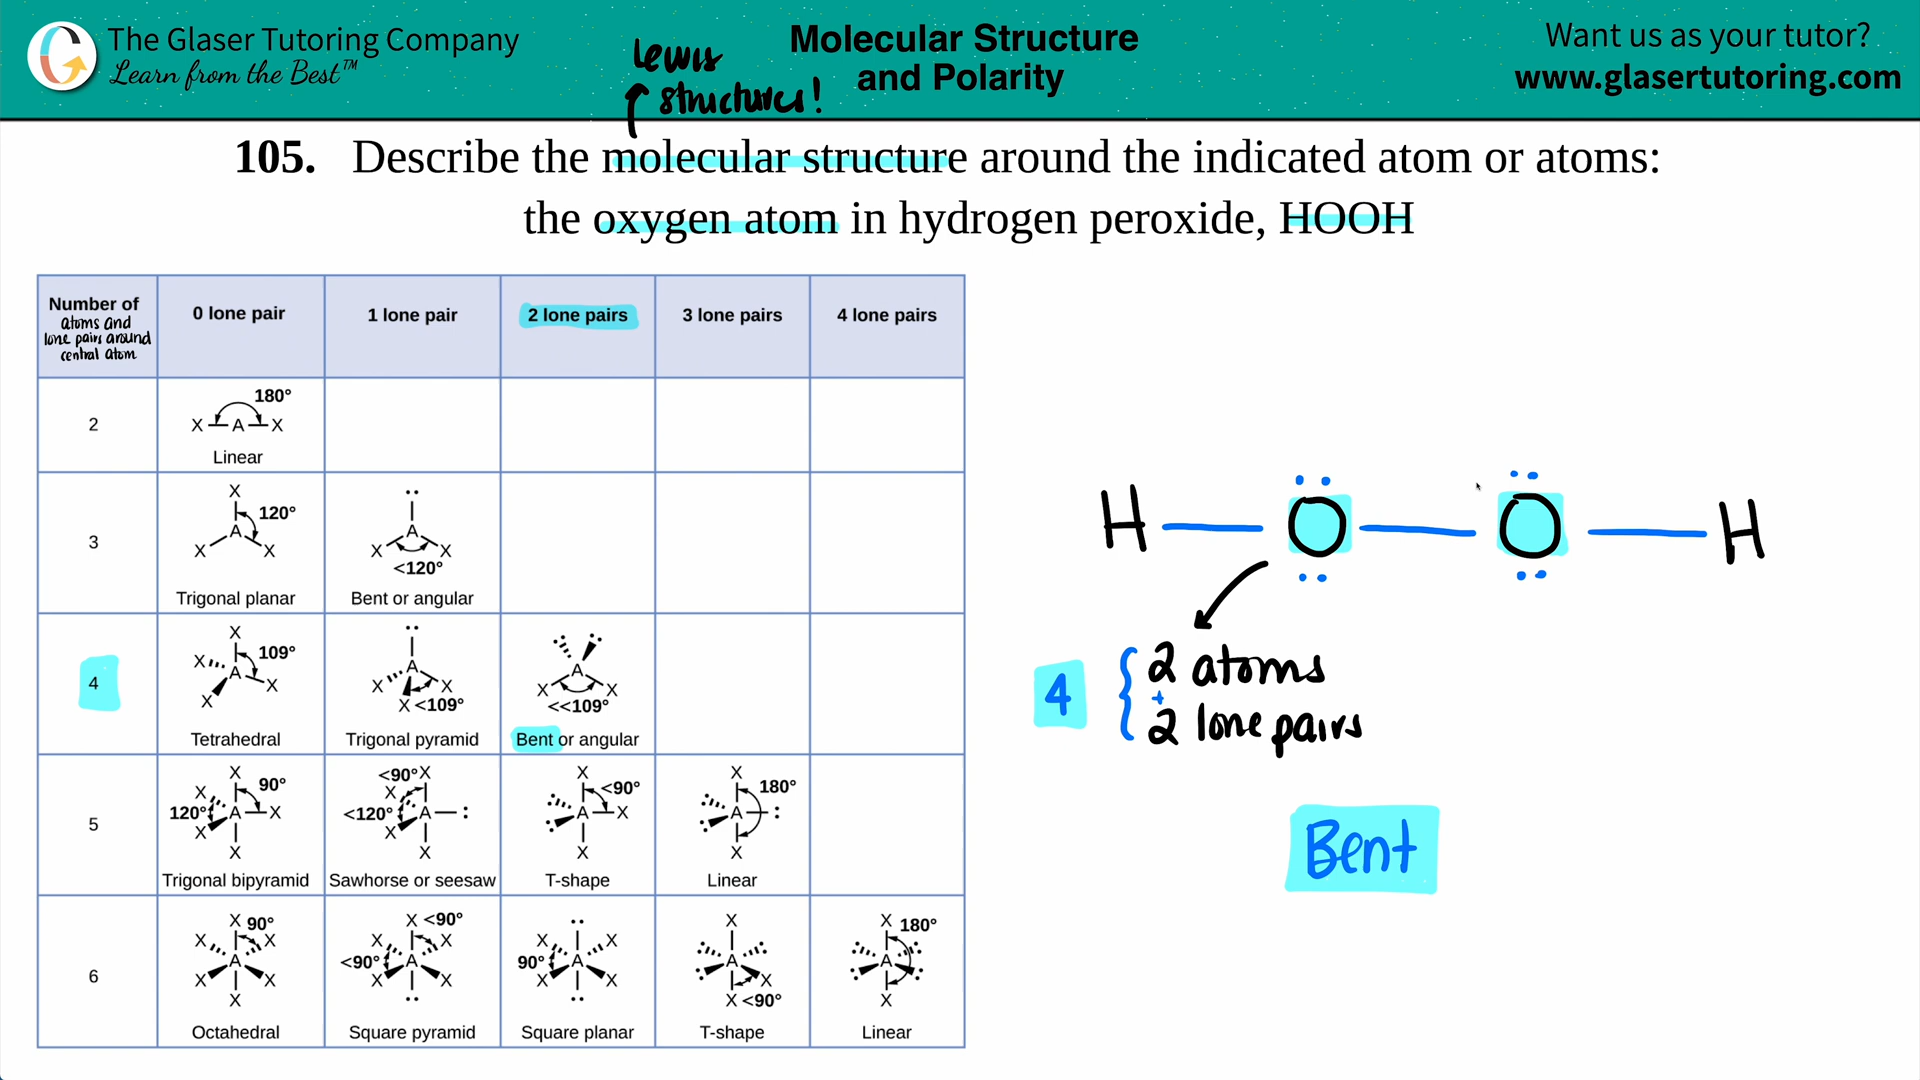 The Glaser Tutoring Company
Learn from the Best™
Lewis
structures!
Molecular Structure
and Polarity
Want us as your tutor?
www.glasertutoring.com
105. Describe the molecular structure around the indicated atom or atoms:
the oxygen atom in hydrogen peroxide, HOOH
Number of
atoms and
lone pairs around
central atom
0 lone pair
1 lone pair
2 lone pairs
3 lone pairs
4 lone pairs
2
180°
X A X
Linear
3
X
120°
A
X X
Trigonal planar
A
X X
<120°
Bent or angular
4
X
109°
X
A
X
X
Tetrahedral
A
X X
X <109°
Trigonal pyramid
A
X X
<<109°
Bent or angular
5
X
90°
X
120° A X
X
X
Trigonal bipyramid
<90° X
X
<120° A :
X
X
Sawhorse or seesaw
X
<90°
A X
X
T-shape
X
180°
A :
X
Linear
6
X 90°
X X
A
X X
X
Octahedral
X <90°
X X
<90° A
X X
Square pyramid
X X
90° A
X X
Square planar
X
A
X
X <90°
T-shape
X 180°
A
X
Linear
H O O H
4
2 atoms
+
2 lone pairs
Bent